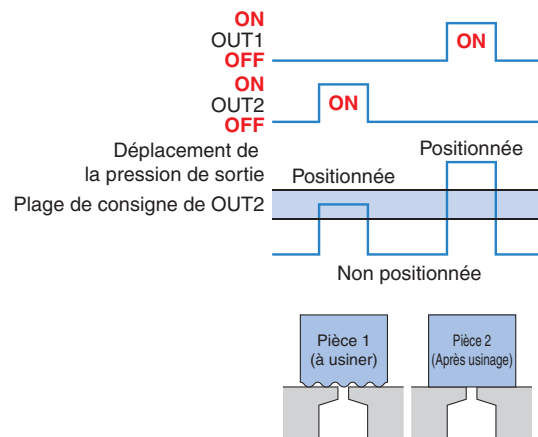 ON
OUT1
ON
OFF
ON
OUT2
ON
OFF
Déplacement de
la pression de sortie
Positionnée
Positionnée
Plage de consigne de OUT2
Non positionnée
Pièce 1
(à usiner)
Pièce 2
(Après usinage)